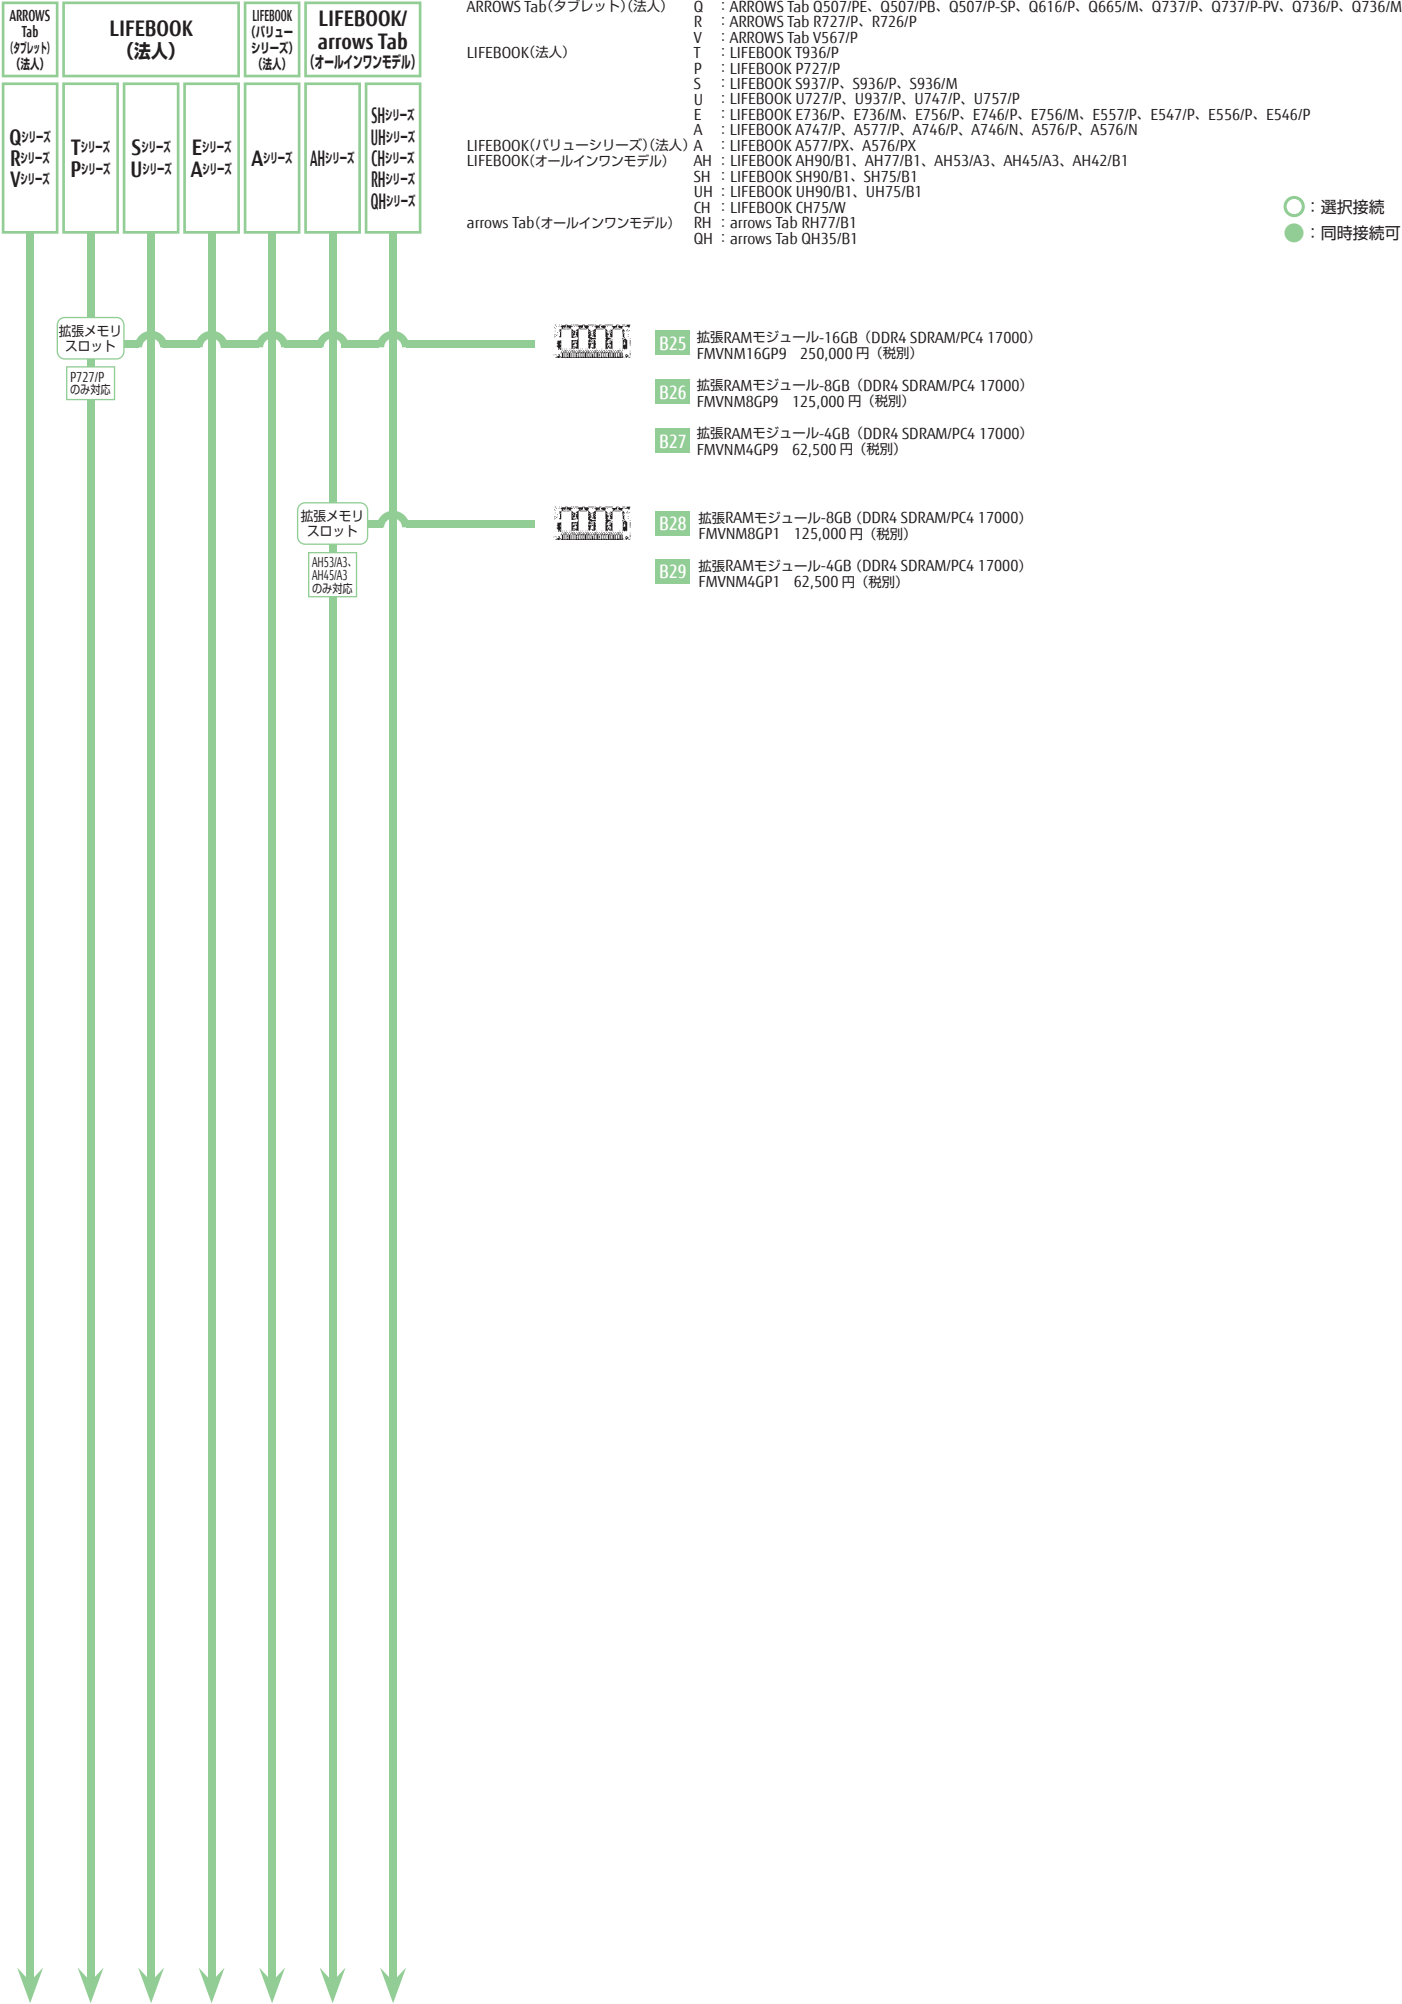 ARROWS
Tab
(タブレット)
(法人)
LIFEBOOK
(法人)
LIFEBOOK
(バリュー
シリーズ)
(法人)
LIFEBOOK/
arrows Tab
(オールインワンモデル)
Qシリーズ
Rシリーズ
Vシリーズ
Tシリーズ
Pシリーズ
Sシリーズ
Uシリーズ
Eシリーズ
Aシリーズ
Aシリーズ
AHシリーズ
SHシリーズ
UHシリーズ
CHシリーズ
RHシリーズ
QHシリーズ
ARROWS Tab(タブレット)(法人) Q : ARROWS Tab Q507/PE、Q507/PB、Q507/P-SP、Q616/P、Q665/M、Q737/P、Q737/P-PV、Q736/P、Q736/M
R : ARROWS Tab R727/P、R726/P
V : ARROWS Tab V567/P
LIFEBOOK(法人) T : LIFEBOOK T936/P
P : LIFEBOOK P727/P
S : LIFEBOOK S937/P、S936/P、S936/M
U : LIFEBOOK U727/P、U937/P、U747/P、U757/P
E : LIFEBOOK E736/P、E736/M、E756/P、E746/P、E756/M、E557/P、E547/P、E556/P、E546/P
A : LIFEBOOK A747/P、A577/P、A746/P、A746/N、A576/P、A576/N
LIFEBOOK(バリューシリーズ)(法人) A : LIFEBOOK A577/PX、A576/PX
LIFEBOOK(オールインワンモデル) AH : LIFEBOOK AH90/B1、AH77/B1、AH53/A3、AH45/A3、AH42/B1
SH : LIFEBOOK SH90/B1、SH75/B1
UH : LIFEBOOK UH90/B1、UH75/B1
CH : LIFEBOOK CH75/W
arrows Tab(オールインワンモデル) RH : arrows Tab RH77/B1
QH : arrows Tab QH35/B1
○：選択接続
●：同時接続可
拡張メモリ
スロット
P727/P
のみ対応
B25 拡張RAMモジュール-16GB（DDR4 SDRAM/PC4 17000）
FMVNM16GP9 250,000円（税別）
B26 拡張RAMモジュール-8GB（DDR4 SDRAM/PC4 17000）
FMVNM8GP9 125,000円（税別）
B27 拡張RAMモジュール-4GB（DDR4 SDRAM/PC4 17000）
FMVNM4GP9 62,500円（税別）
拡張メモリ
スロット
AH53/A3、
AH45/A3
のみ対応
B28 拡張RAMモジュール-8GB（DDR4 SDRAM/PC4 17000）
FMVNM8GP1 125,000円（税別）
B29 拡張RAMモジュール-4GB（DDR4 SDRAM/PC4 17000）
FMVNM4GP1 62,500円（税別）